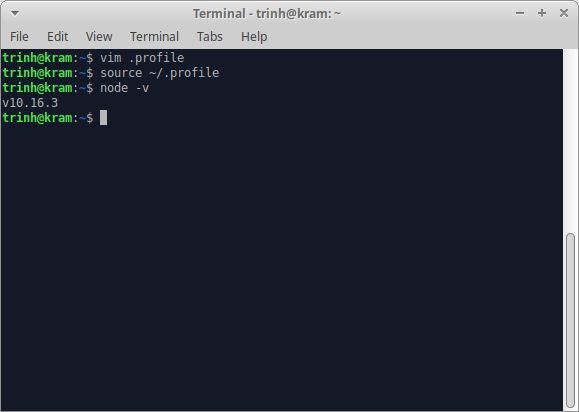 Terminal - trinh@kram: ~
File Edit View Terminal Tabs Help
trinh@kram:~$ vim .profile
trinh@kram:~$ source ~/.profile
trinh@kram:~$ node -v
v10.16.3
trinh@kram:~$